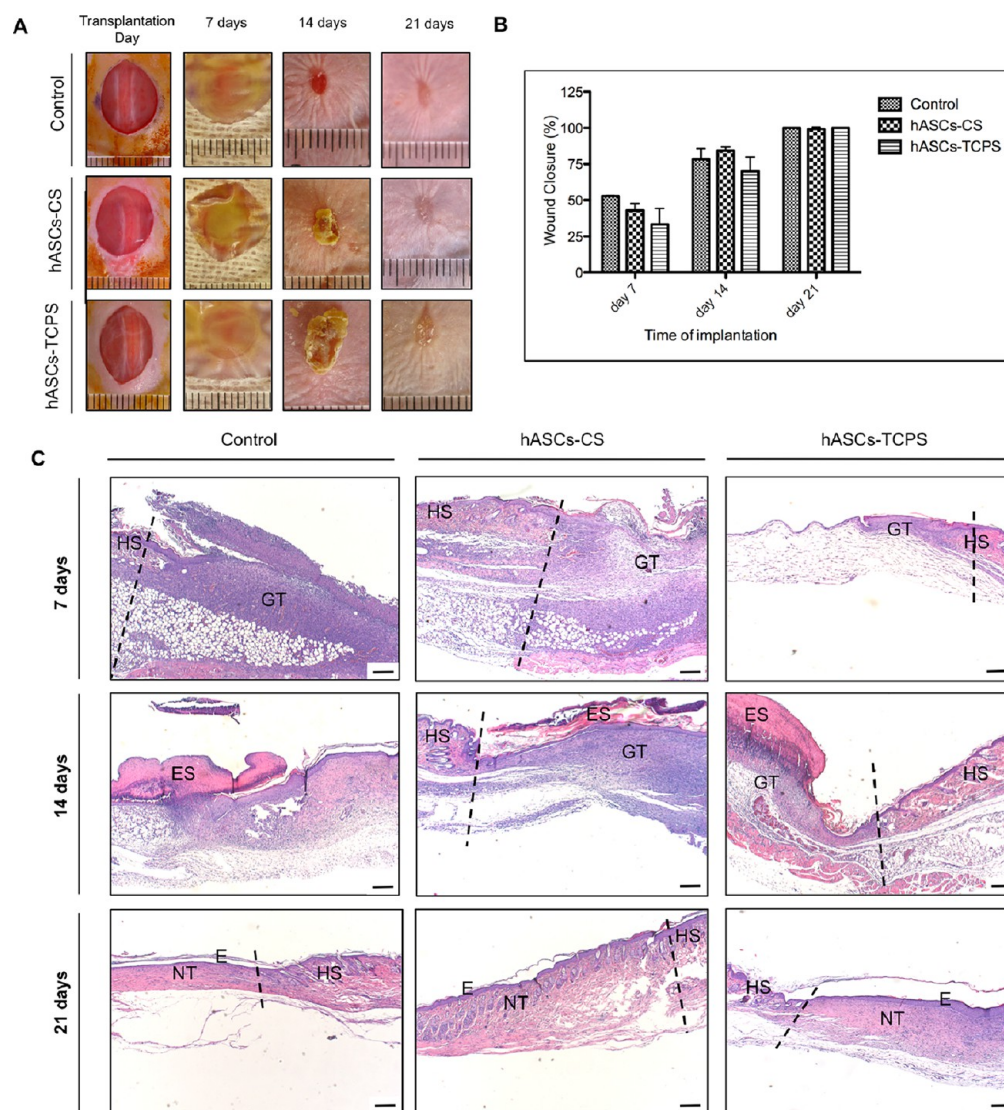 A
Transplantation
Day
7 days
14 days
21 days
Control
hASCs-CS
hASCs-TCPS
B
Wound Closure (%)
125
100
75
50
25
0
day 7
day 14
day 21
Time of implantation
Control
hASCs-CS
hASCs-TCPS
C
Control
hASCs-CS
hASCs-TCPS
7 days
HS
GT
HS
GT
GT
HS
14 days
ES
HS
ES
GT
ES
GT
HS
21 days
E
NT
HS
E
NT
HS
HS
E
NT